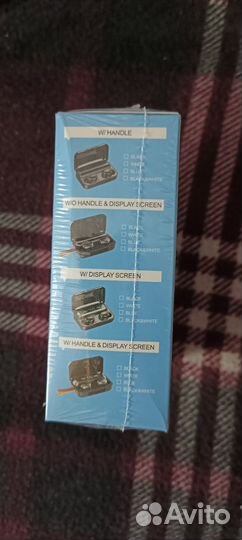 W/ HANDLE
BLACK
WHITE
BLUE
BLACK&WHITE
W/O HANDLE & DISPLAY SCREEN
BLACK
WHITE
BLUE
BLACK&WHITE
W/ DISPLAY SCREEN
BLACK
WHITE
BLUE
BLACK&WHITE
W/ HANDLE & DISPLAY SCREEN
BLACK
WHITE
BLUE
BLACK&WHITE
Avito